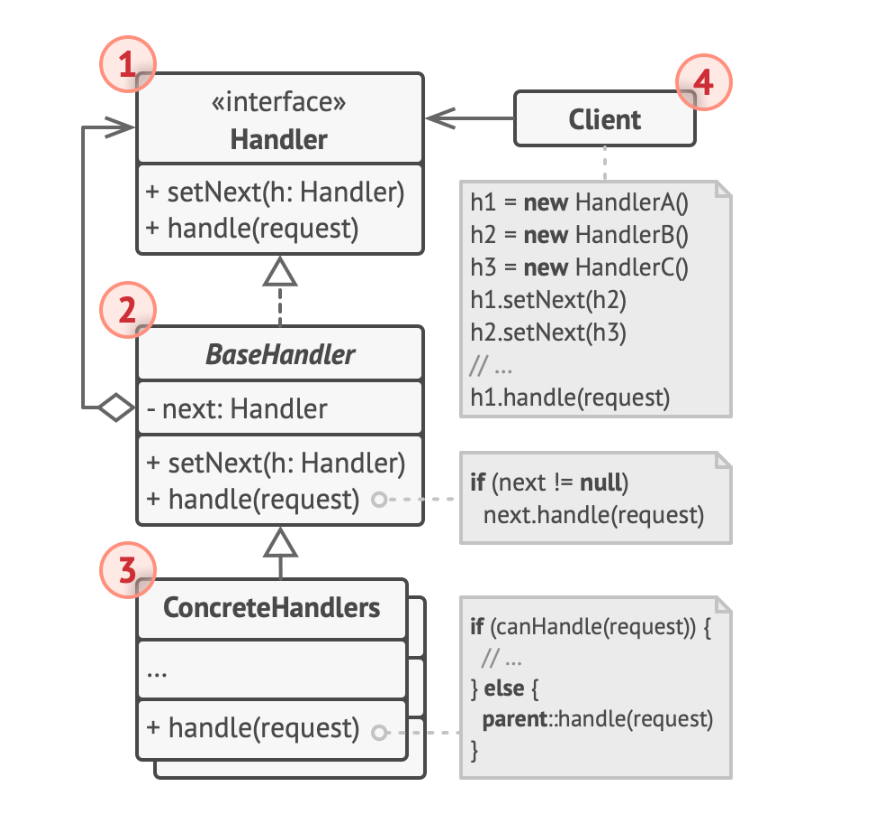 1
«interface»
Handler
+ setNext(h: Handler)
+ handle(request)
4
Client
h1 = new HandlerA()
h2 = new HandlerB()
h3 = new HandlerC()
h1.setNext(h2)
h2.setNext(h3)
// ...
h1.handle(request)
2
BaseHandler
- next: Handler
+ setNext(h: Handler)
+ handle(request)
if (next != null)
next.handle(request)
3
ConcreteHandlers
...
+ handle(request)
if (canHandle(request)) {
// ...
} else {
parent::handle(request)
}